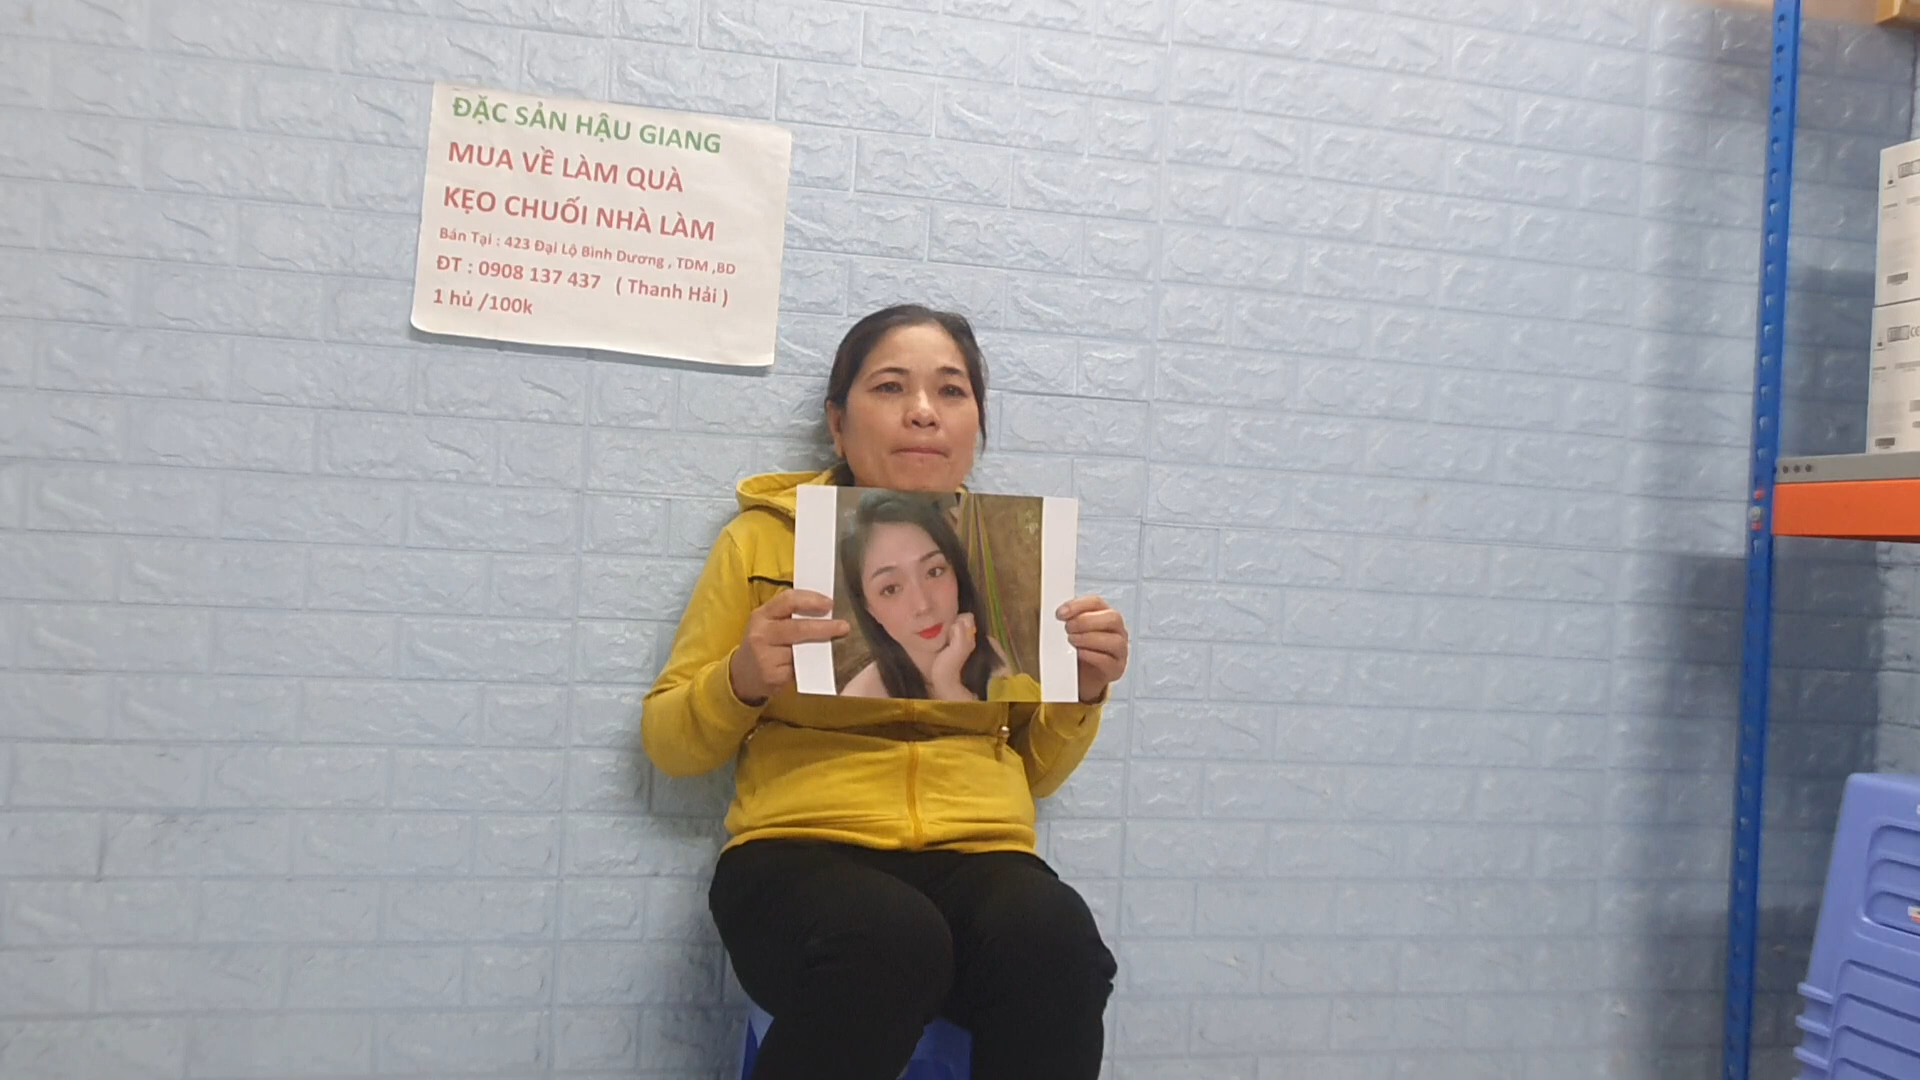 ĐẶC SẢN HẬU GIANG
MUA VỀ LÀM QUÀ
KẸO CHUỐI NHÀ LÀM
Bán Tại : 423 Đại Lộ Bình Dương , TDM ,BD
ĐT : 0908 137 437 ( Thanh Hải )
1 hủ /100k